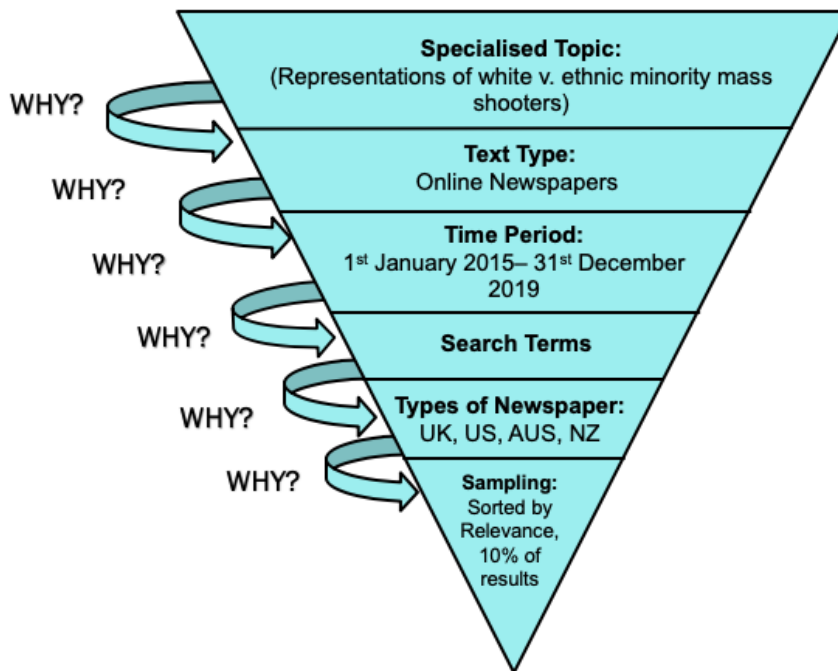 Specialised Topic:
(Representations of white v. ethnic minority mass
shooters)
WHY?
Text Type:
Online Newspapers
WHY?
Time Period:
1st January 2015– 31st December
2019
WHY?
Search Terms
WHY?
Types of Newspaper:
UK, US, AUS, NZ
WHY?
Sampling:
Sorted by
Relevance,
10% of
results
WHY?